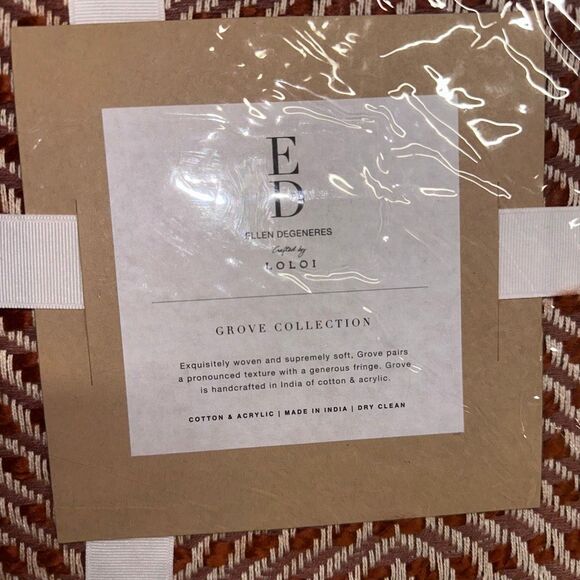 E
D
ELLEN DEGENERES
Crafted by
LOLOI
GROVE COLLECTION
Exquisitely woven and supremely soft, Grove pairs
a pronounced texture with a generous fringe. Grove
is handcrafted in India of cotton & acrylic.
COTTON & ACRYLIC | MADE IN INDIA | DRY CLEAN